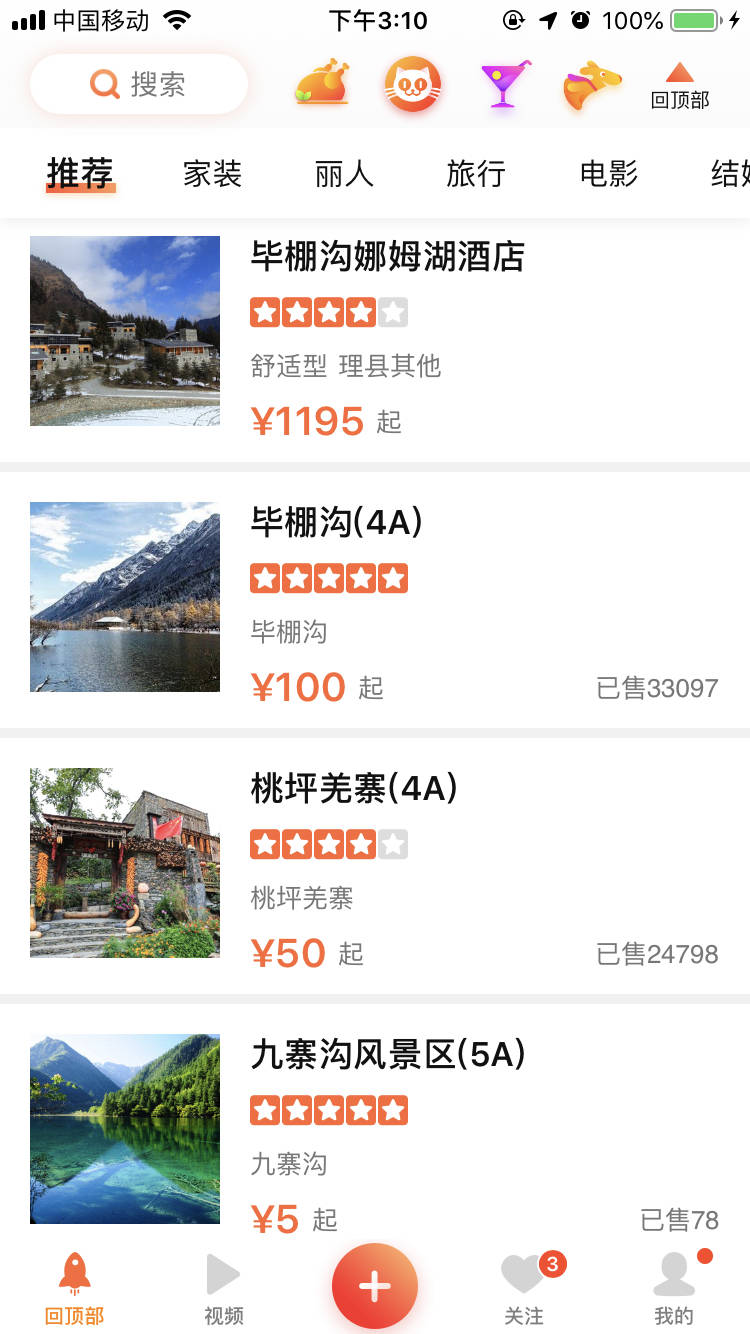 中国移动 下午3:10 100%
搜索 回顶部
推荐 家装 丽人 旅行 电影 结婚
毕棚沟娜姆湖酒店
舒适型 理县其他
¥1195 起
毕棚沟(4A)
毕棚沟
¥100 起 已售33097
桃坪羌寨(4A)
桃坪羌寨
¥50 起 已售24798
九寨沟风景区(5A)
九寨沟
¥5 起 已售78
3
回顶部 视频 关注 我的